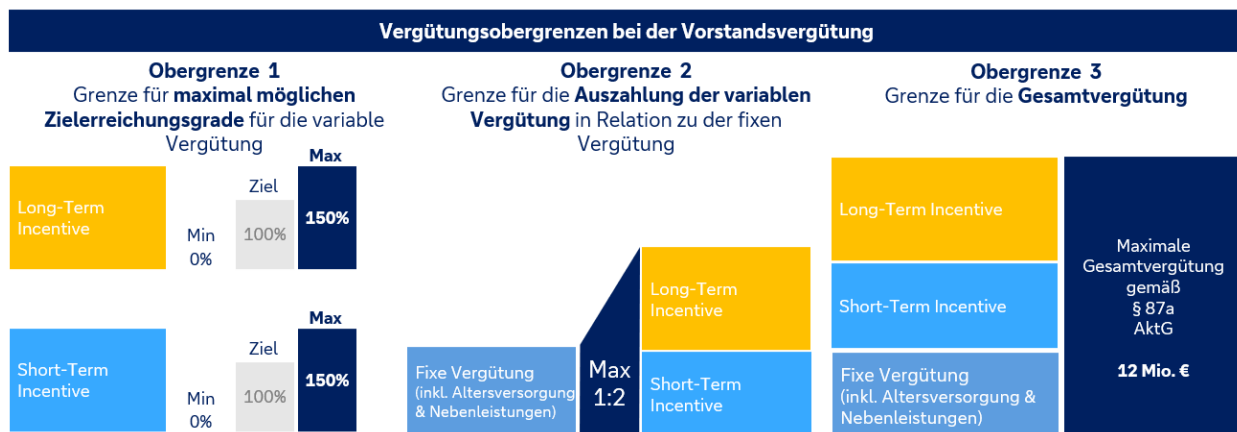 Vergütungsobergrenzen bei der Vorstandsvergütung
Obergrenze 1
Grenze für maximal möglichen
Zielerreichungsgrade für die variable
Vergütung
Long-Term
Incentive
Min
0%
Ziel
100%
Max
150%
Short-Term
Incentive
Min
0%
Ziel
100%
Max
150%
Obergrenze 2
Grenze für die Auszahlung der variablen
Vergütung in Relation zu der fixen
Vergütung
Fixe Vergütung
(inkl. Altersversorgung
& Nebenleistungen)
Max
1:2
Long-Term
Incentive
Short-Term
Incentive
Obergrenze 3
Grenze für die Gesamtvergütung
Long-Term Incentive
Short-Term Incentive
Fixe Vergütung
(inkl. Altersversorgung &
Nebenleistungen)
Maximale
Gesamtvergütung
gemäß
§ 87a
AktG
12 Mio. €